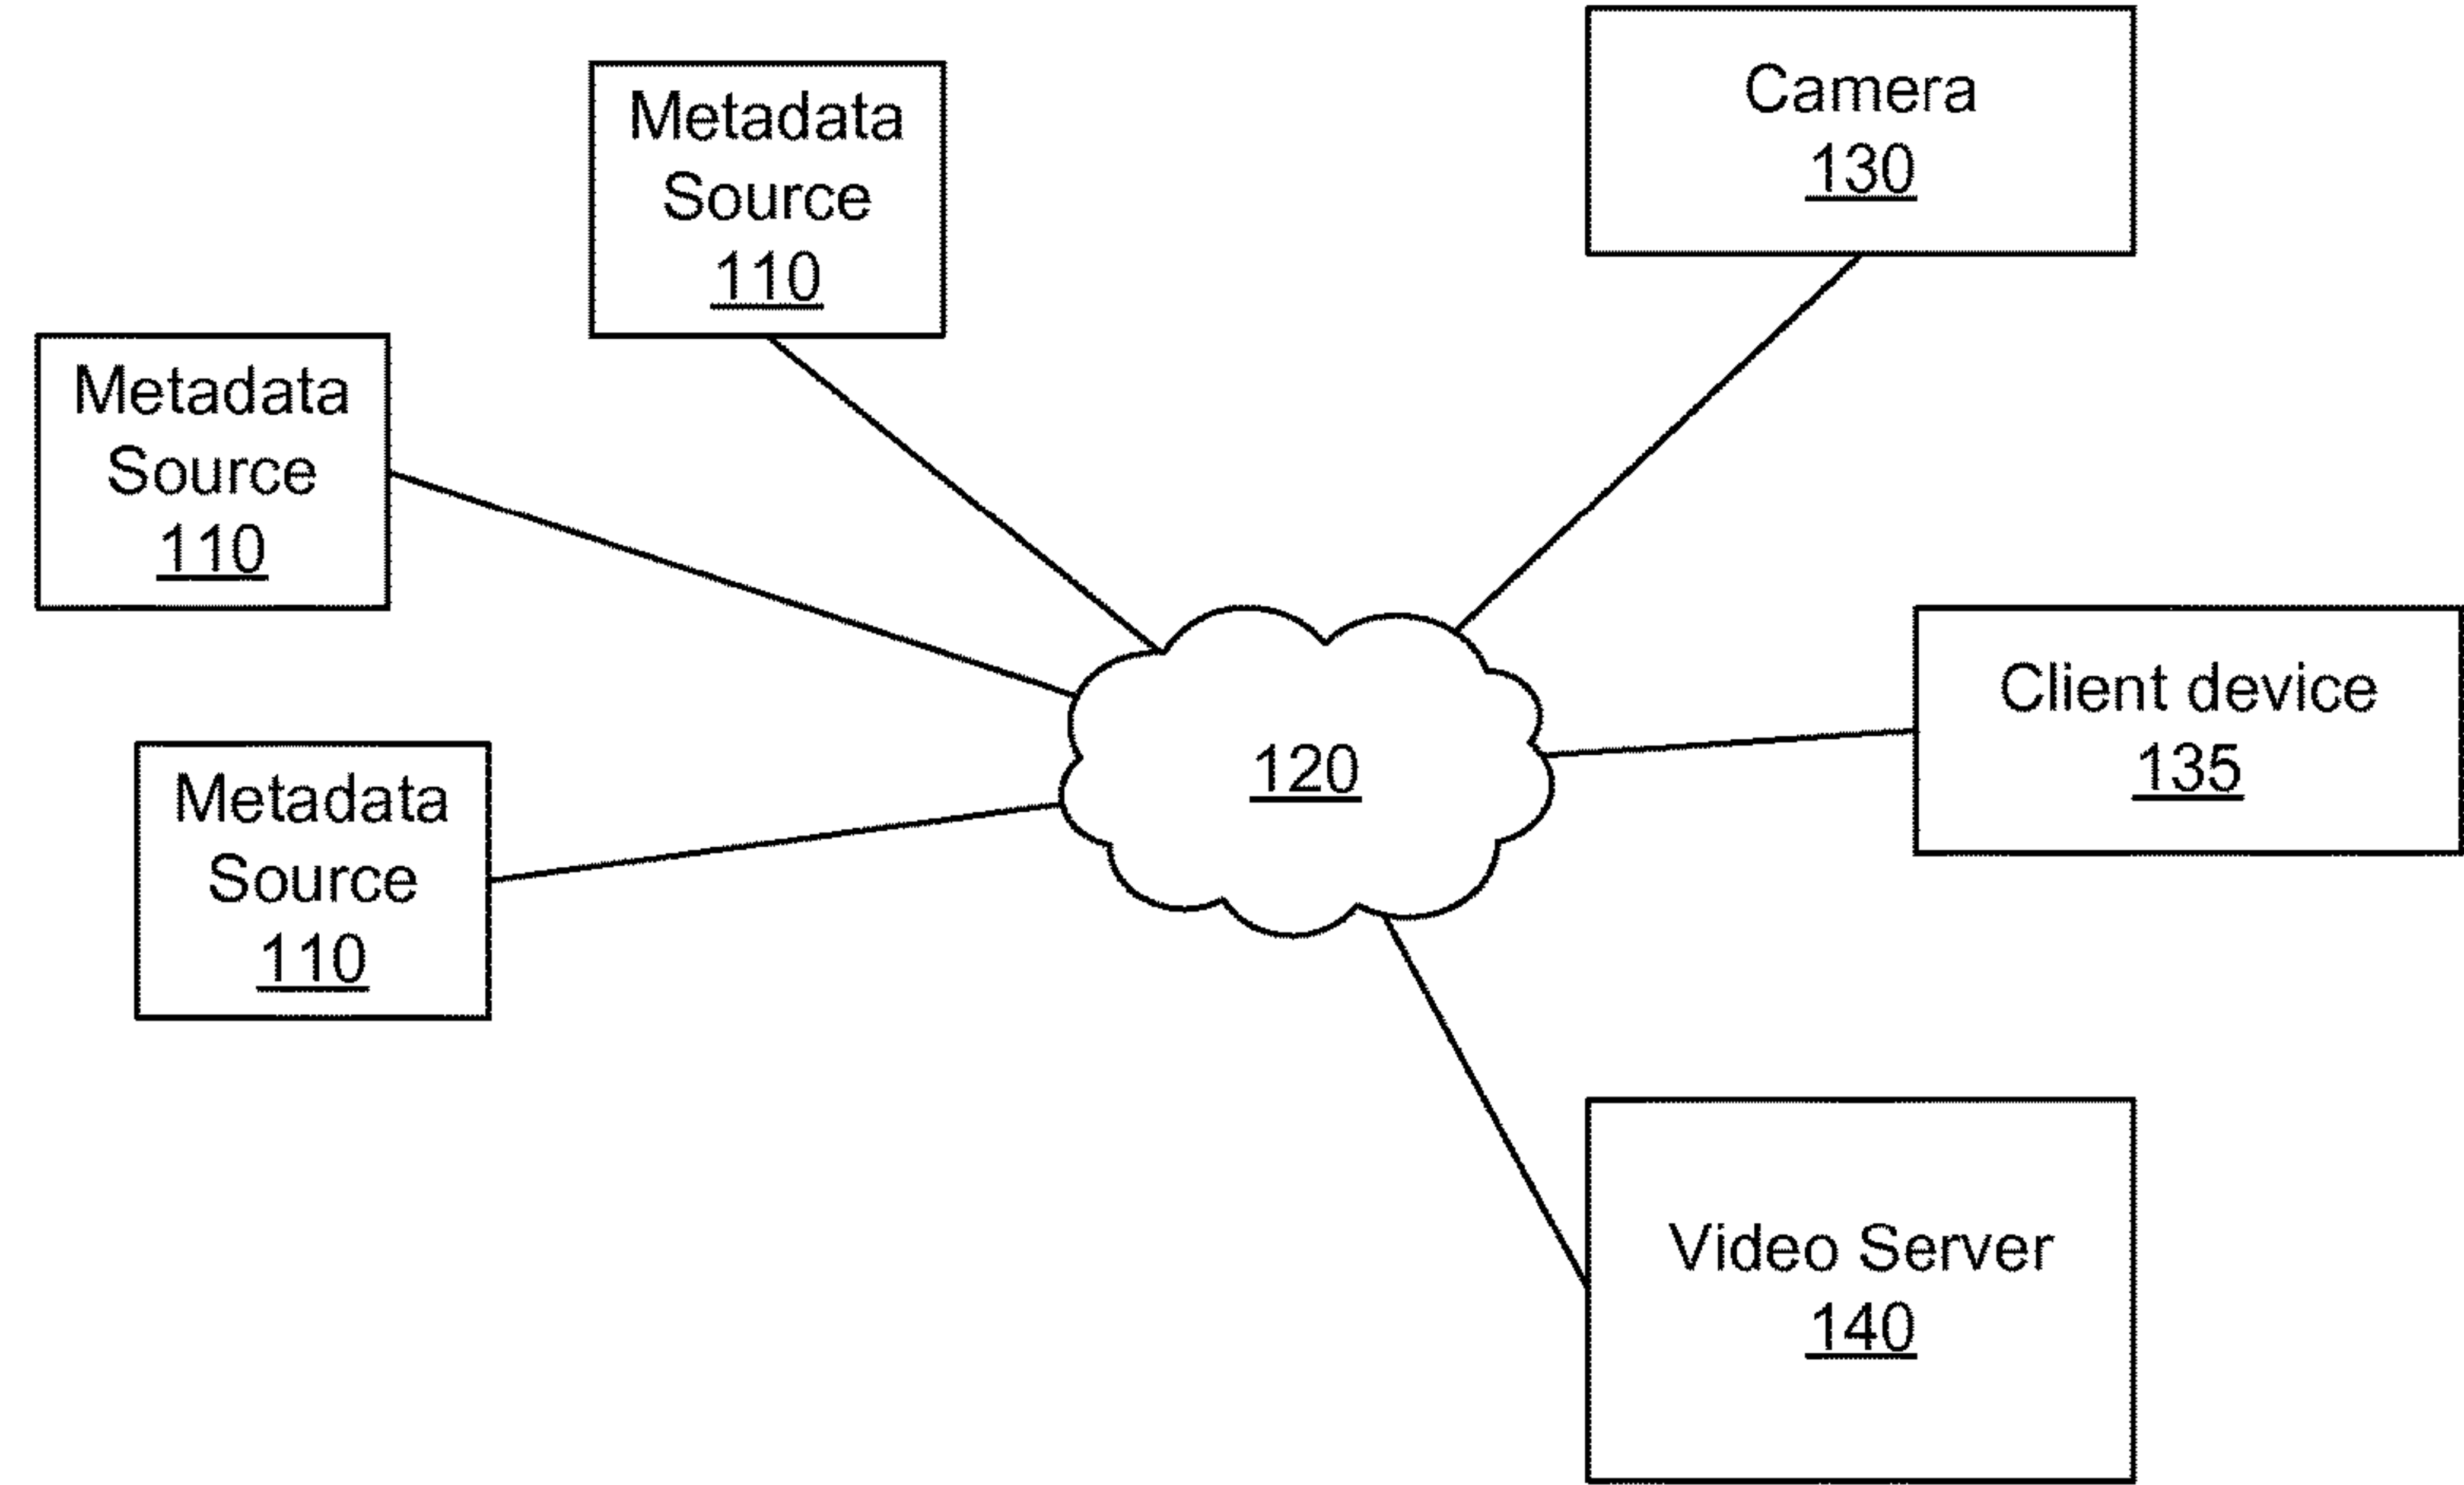 Metadata
Source
110
Camera
130
Metadata
Source
110
Client device
135
120
Metadata
Source
110
Video Server
140